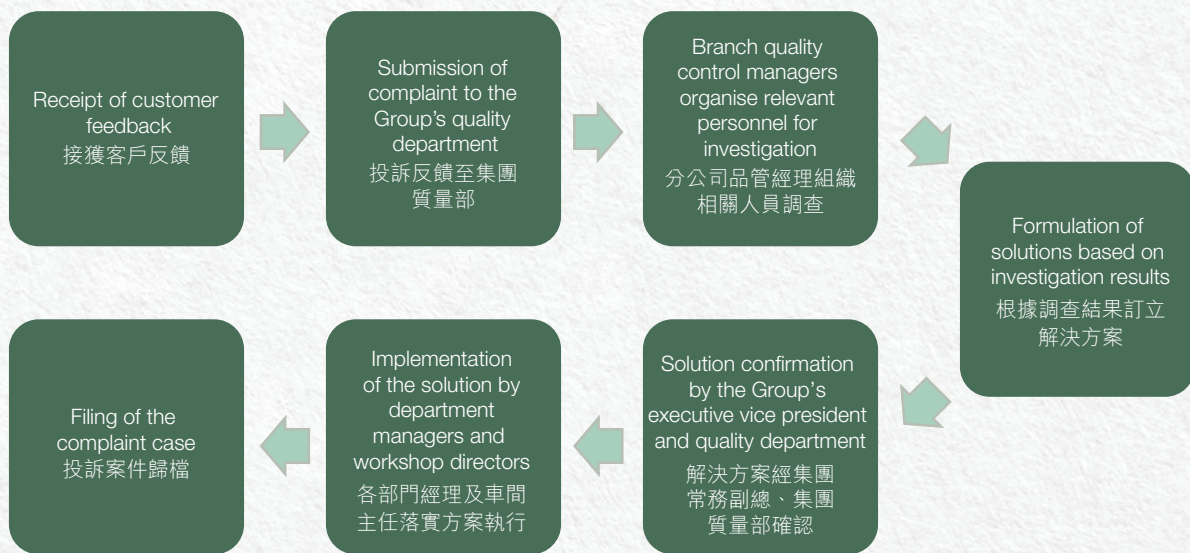 Receipt of customer
feedback
接獲客戶反饋
Submission of
complaint to the
Group's quality
department
投訴反饋至集團
質量部
Branch quality
control managers
organise relevant
personnel for
investigation
分公司品管經理組織
相關人員調查
Formulation of
solutions based on
investigation results
根據調查結果訂立
解決方案
Solution confirmation
by the Group's
executive vice president
and quality department
解決方案經集團
常務副總、集團
質量部確認
Implementation
of the solution by
department
managers and
workshop directors
各部門經理及車間
主任落實方案執行
Filing of the
complaint case
投訴案件歸檔